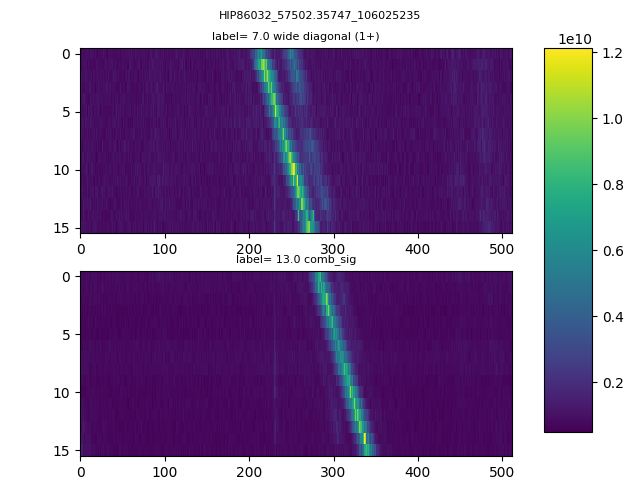 HIP86032_57502.35747_106025235
label= 7.0 wide diagonal (1+)
1e10
0
5
10
15
0 100 200 300 400 500
label= 13.0 comb_sig
0
5
10
15
0 100 200 300 400 500
1.2
1.0
0.8
0.6
0.4
0.2